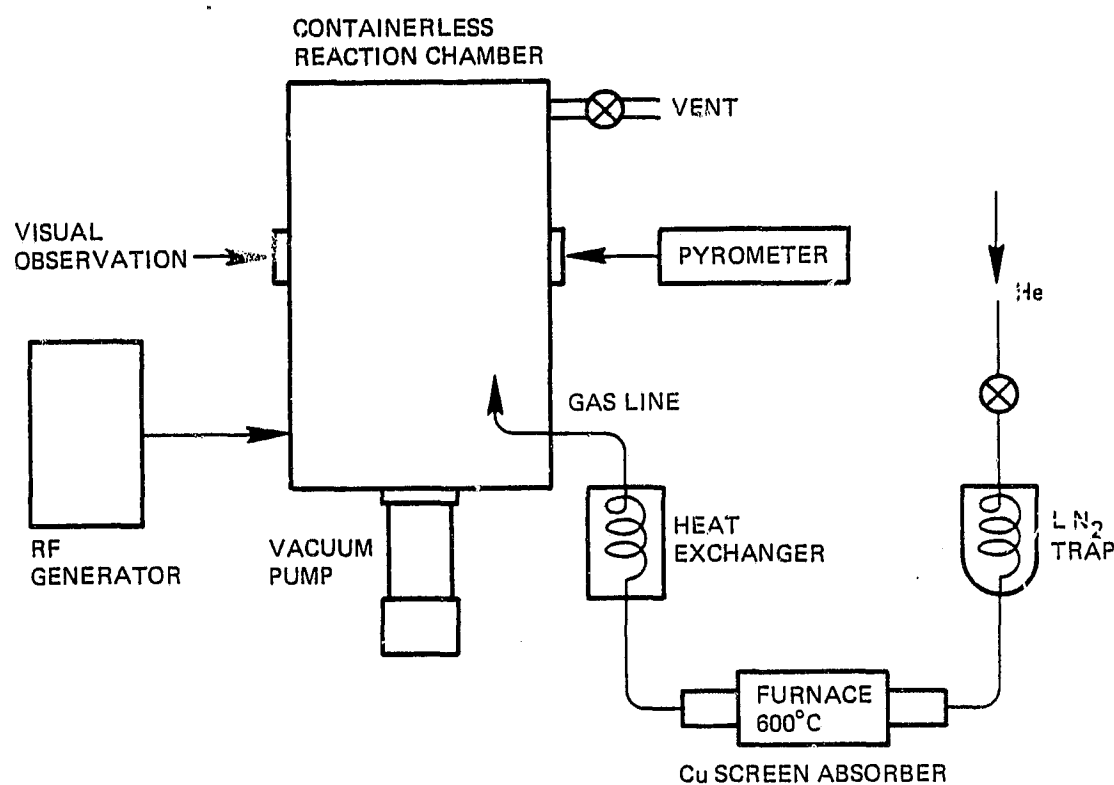 CONTAINERLESS
REACTION CHAMBER
VENT
VISUAL
OBSERVATION
PYROMETER
He
GAS LINE
RF
GENERATOR
VACUUM
PUMP
HEAT
EXCHANGER
LN₂
TRAP
FURNACE
600°C
Cu SCREEN ABSORBER